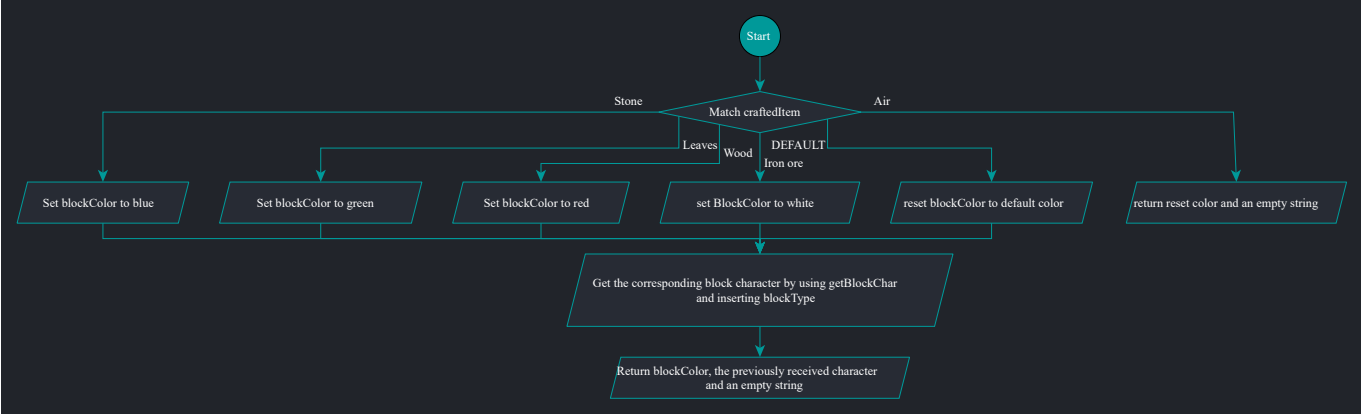 Start
Match craftedItem
Stone
Air
Leaves
Wood
DEFAULT
Iron ore
Set blockColor to blue
Set blockColor to green
Set blockColor to red
set BlockColor to white
reset blockColor to default color
return reset color and an empty string
Get the corresponding block character by using getBlockChar
and inserting blockType
Return blockColor, the previously received character
and an empty string